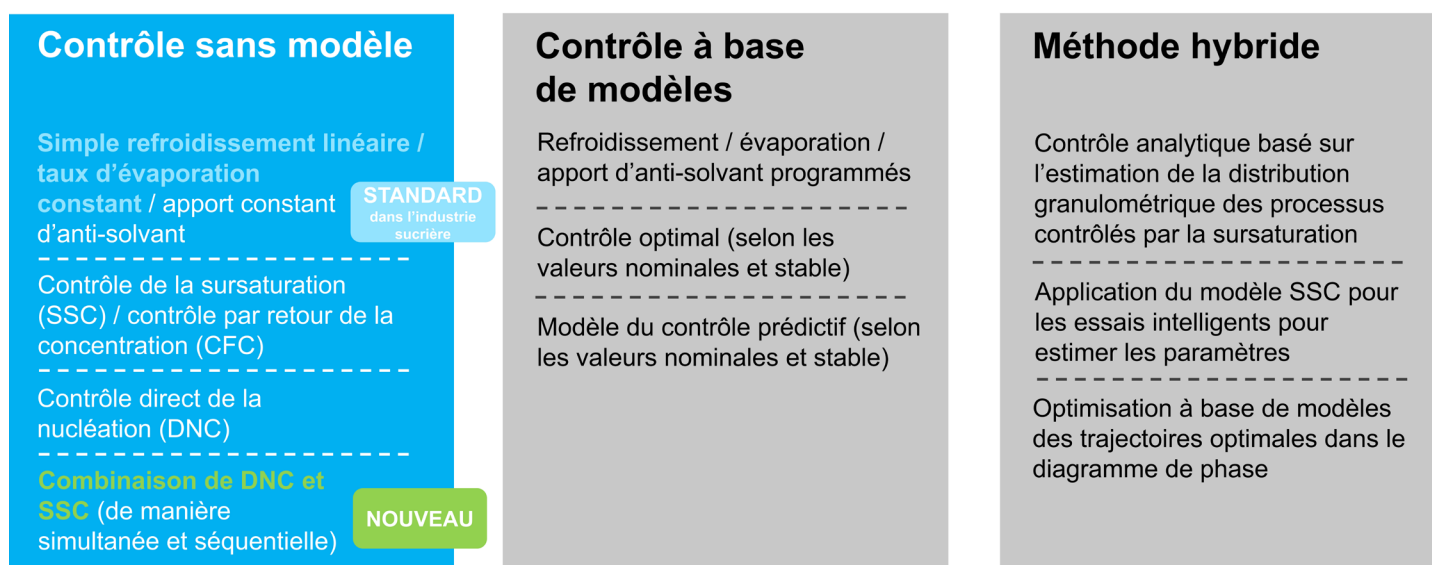 Contrôle sans modèle
Simple refroidissement linéaire /
taux d’évaporation
constant / apport constant
d’anti-solvant
STANDARD
dans l’industrie
sucrière
Contrôle de la sursaturation
(SSC) / contrôle par retour de la
concentration (CFC)
Contrôle direct de la
nucléation (DNC)
Combinaison de DNC et
SSC (de manière
simultanée et séquentielle)
NOUVEAU
Contrôle à base
de modèles
Refroidissement / évaporation /
apport d’anti-solvant programmés
Contrôle optimal (selon les
valeurs nominales et stable)
Modèle du contrôle prédictif (selon
les valeurs nominales et stable)
Méthode hybride
Contrôle analytique basé sur
l’estimation de la distribution
granulométrique des processus
contrôlés par la sursaturation
Application du modèle SSC pour
les essais intelligents pour
estimer les paramètres
Optimisation à base de modèles
des trajectoires optimales dans le
diagramme de phase